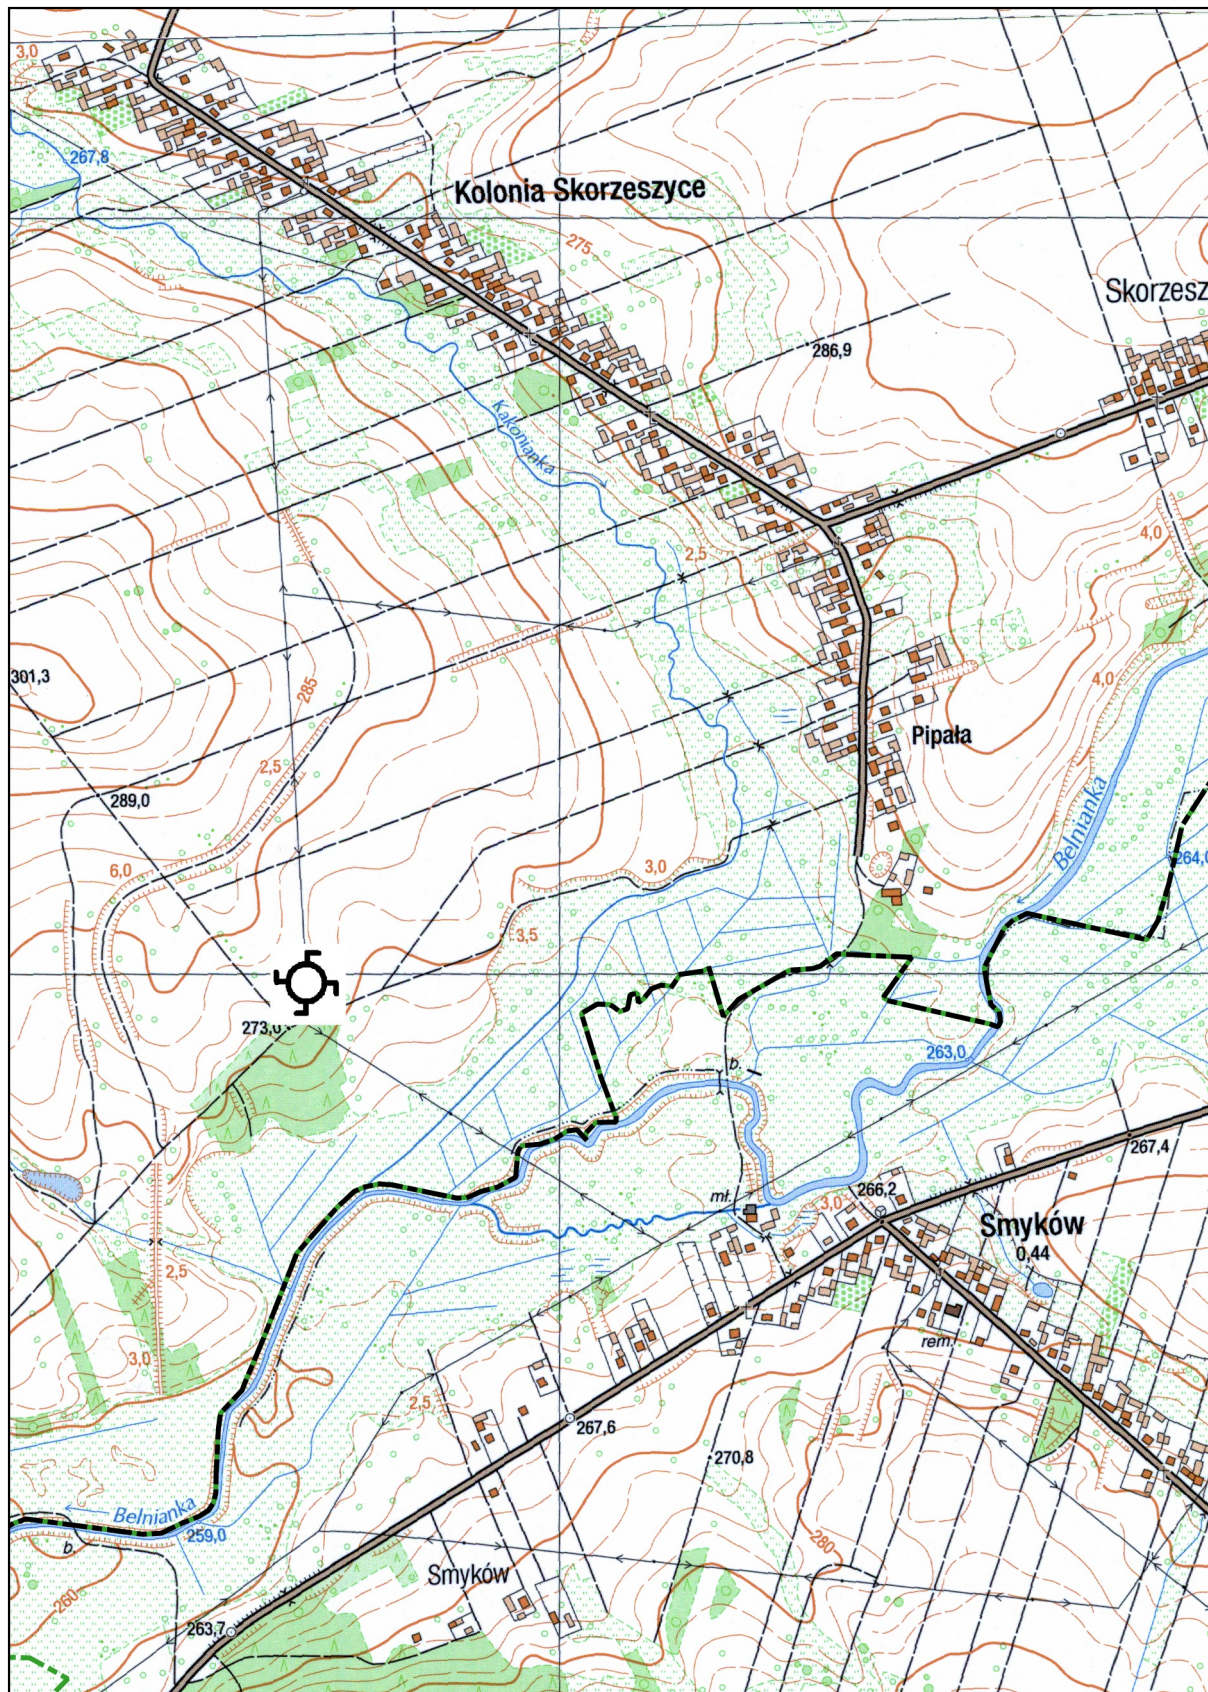 3,0
267,8
Kolonia Skorzeszyce
275
Skorzesz
286,9
Kakonianka
4,0
2,5
301,3
285
4,0
Pipała
2,5
289,0
Belnianka
264,0
6,0
3,0
3,5
273,0
263,0
b.
267,4
mł.
266,2
3,0
Smyków
0,44
2,5
rem.
3,0
2,5
267,6
270,8
Belnianka
259,0
b.
280
Smyków
260
263,7